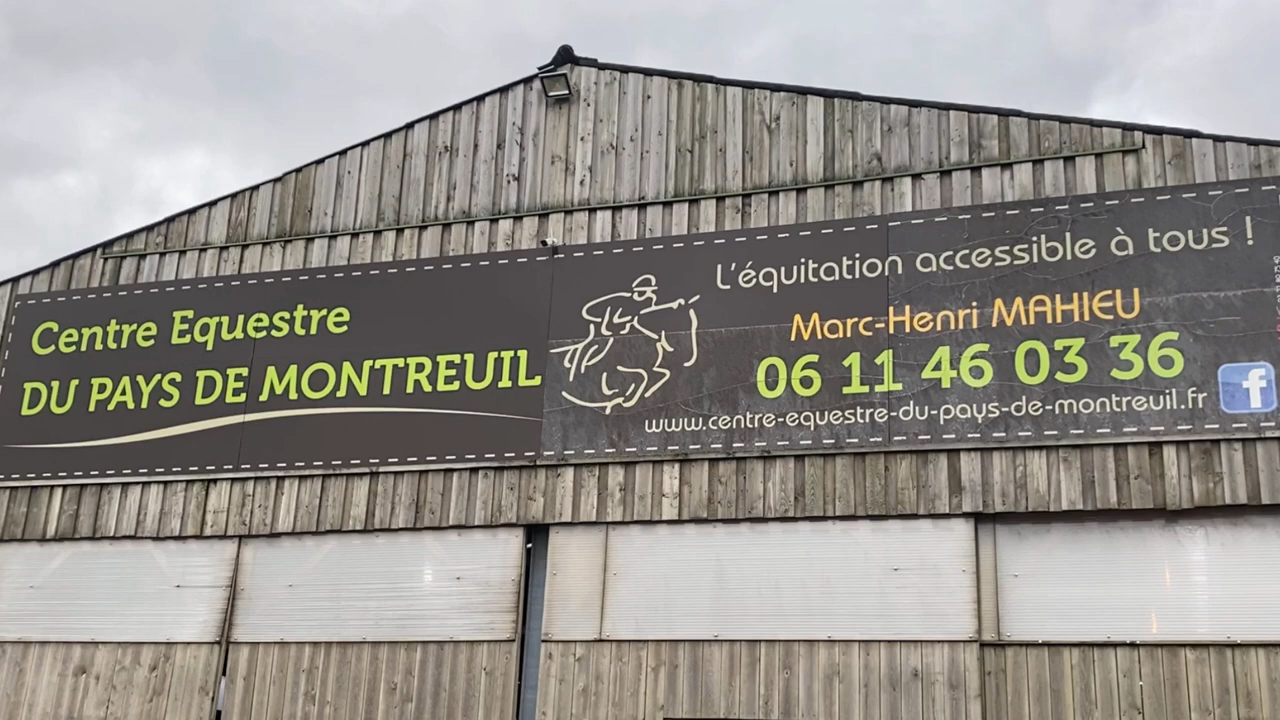 Centre Equestre
DU PAYS DE MONTREUIL
L'équitation accessible à tous !
Marc-Henri MAHIEU
06 11 46 03 36
www.centre-equestre-du-pays-de-montreuil.fr
f